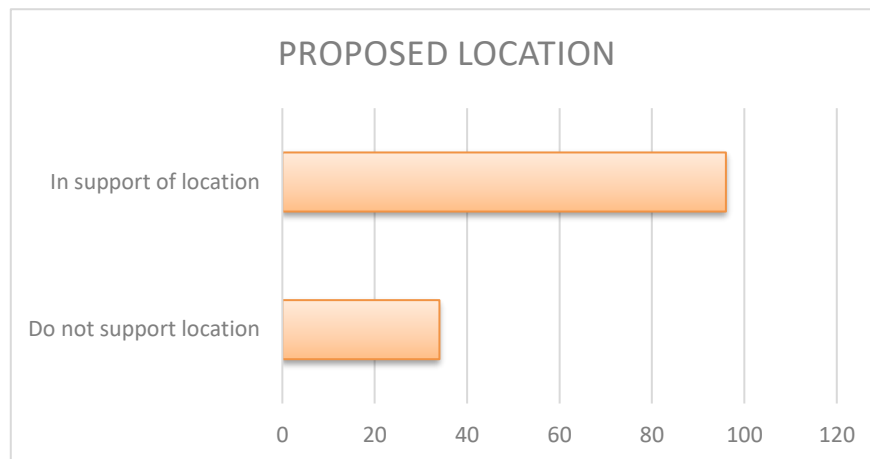 PROPOSED LOCATION
In support of location
Do not support location
0 20 40 60 80 100 120